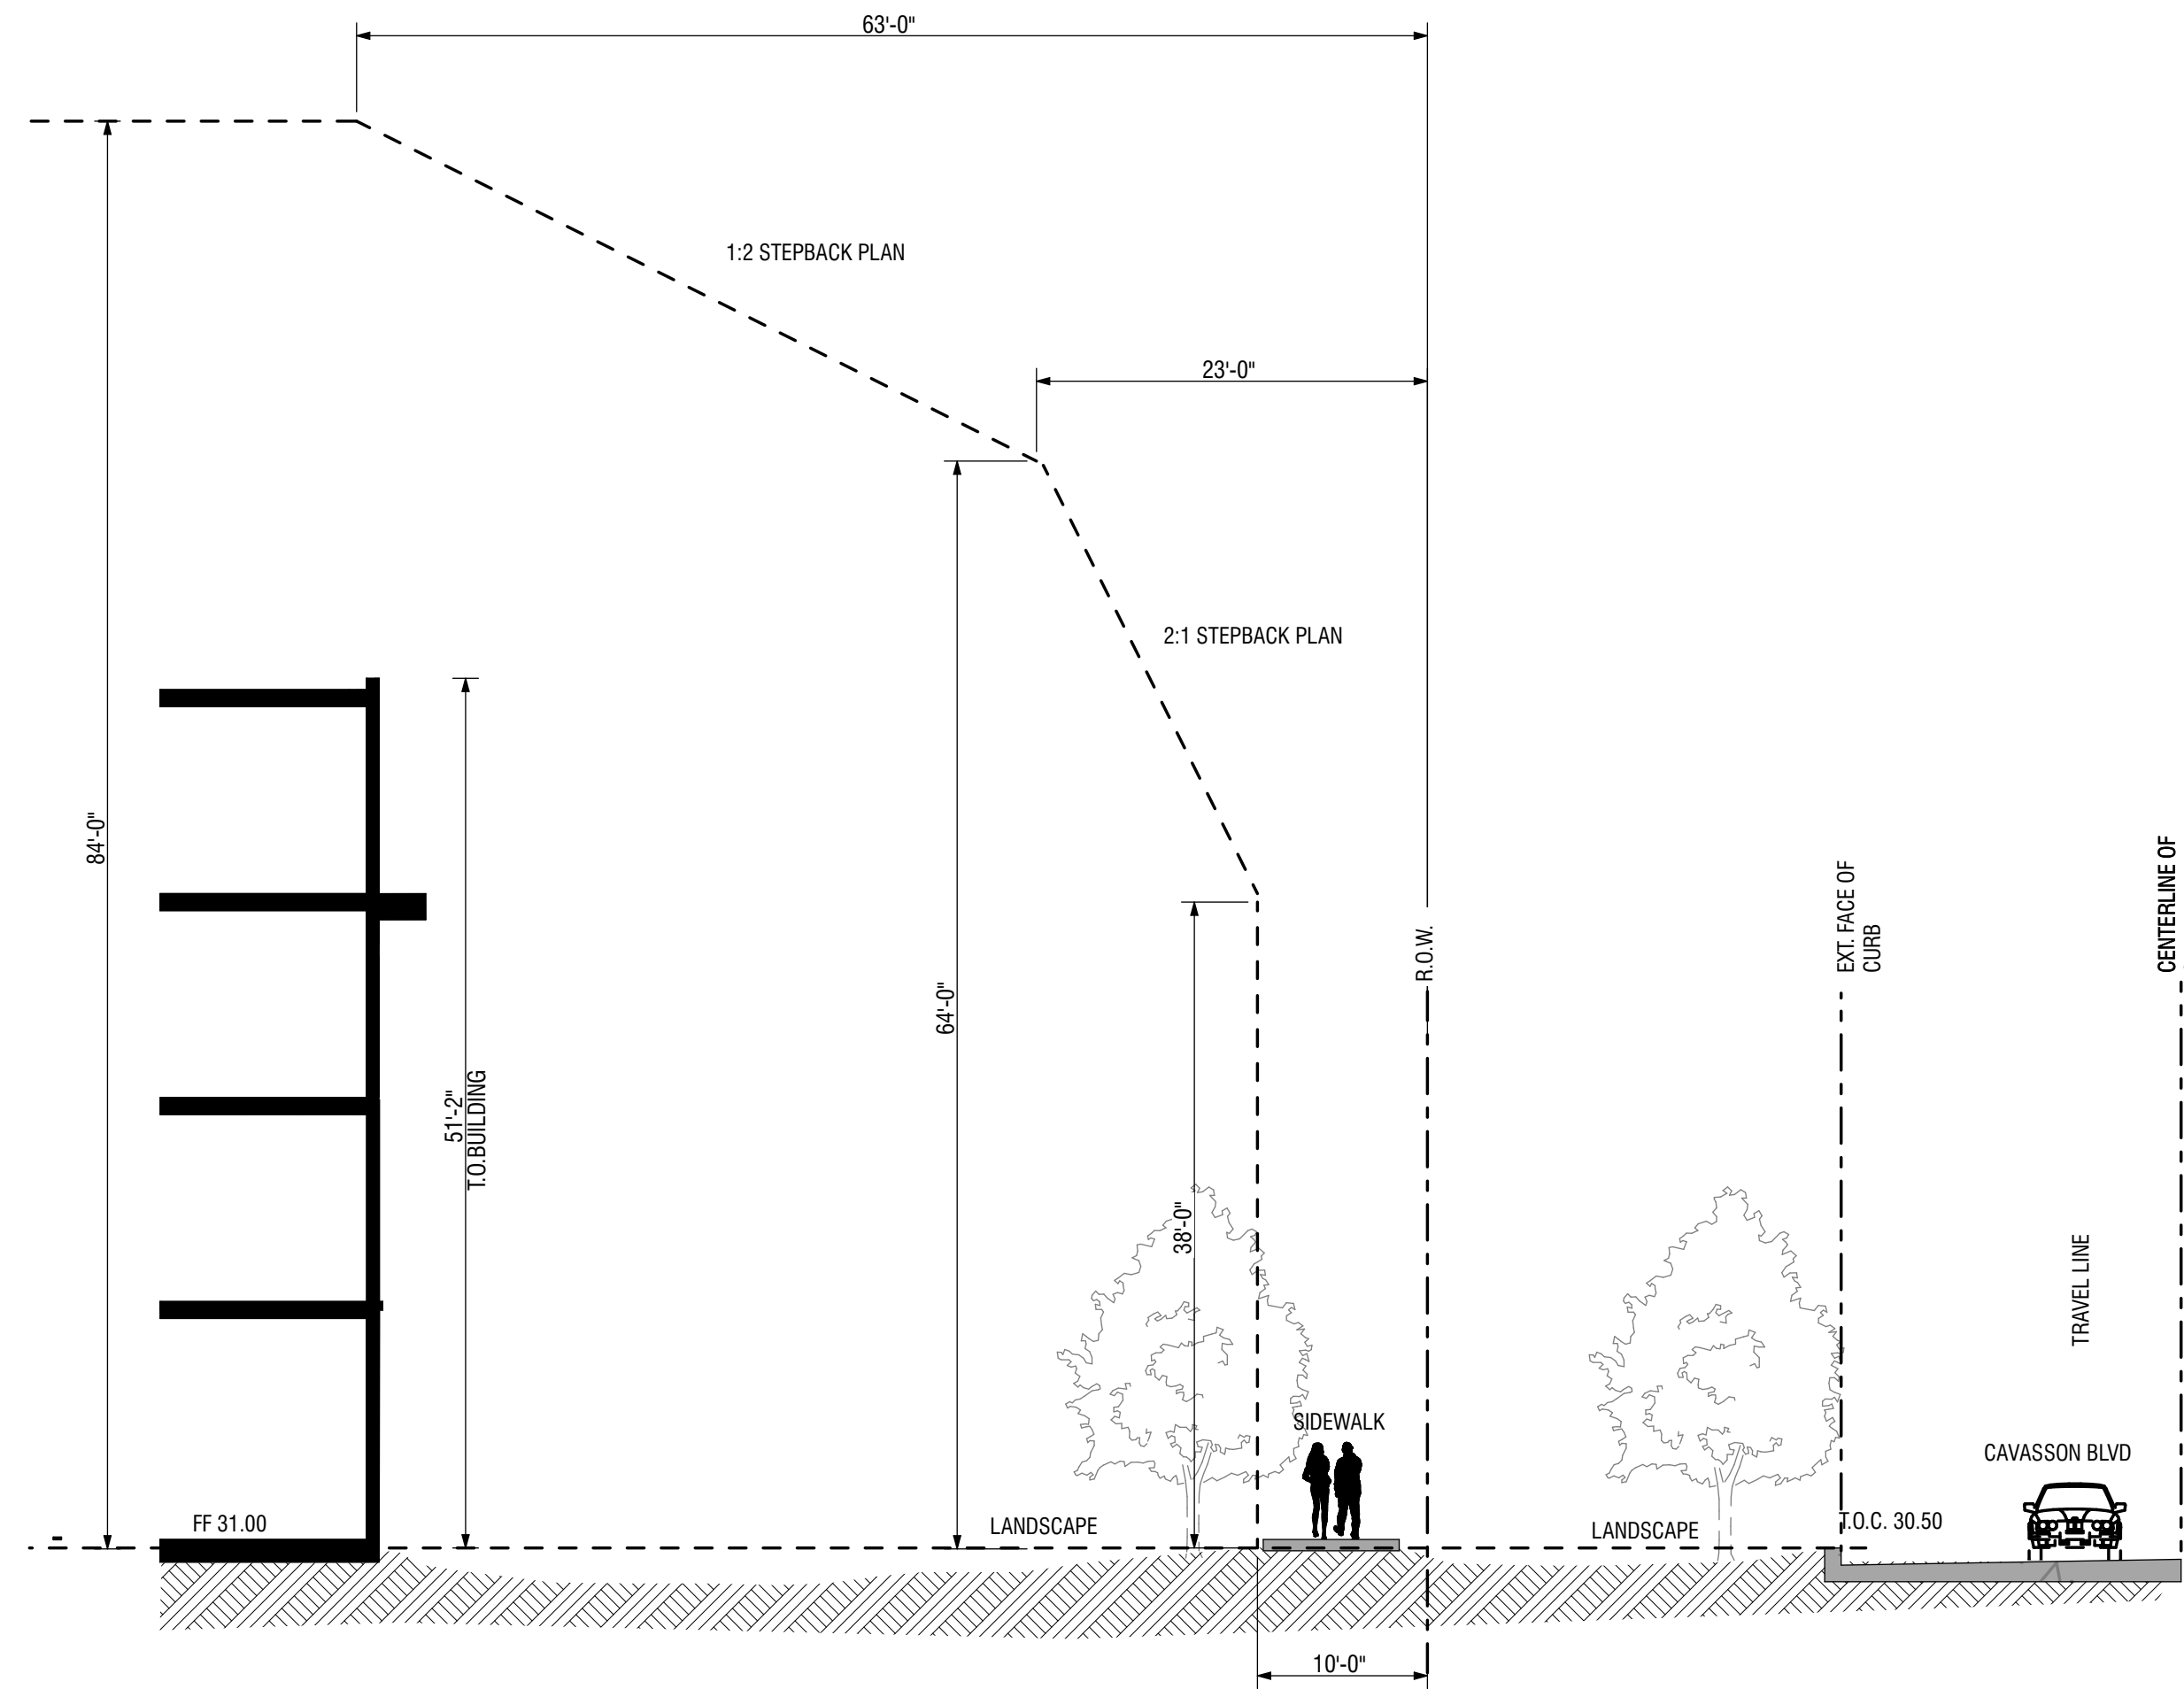 63'-0"
1:2 STEPBACK PLAN
23'-0"
2:1 STEPBACK PLAN
84'-0"
51'-2"
T.O.BUILDING
64'-0"
38'-0"
R.O.W.
EXT. FACE OF
CURB
CENTERLINE OF
TRAVEL LINE
SIDEWALK
CAVASSON BLVD
FF 31.00
LANDSCAPE
LANDSCAPE
T.O.C. 30.50
10'-0"